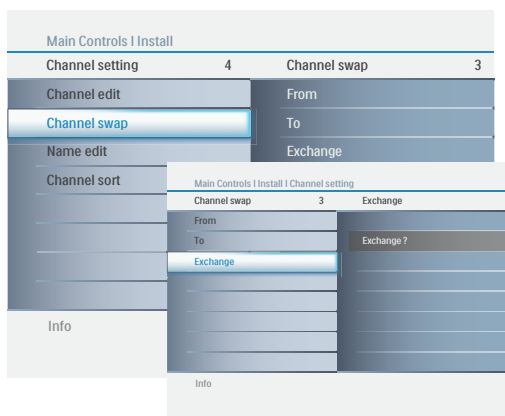 Main Controls I Install
Channel setting 4 Channel swap 3
Channel edit From
Channel swap To
Name edit Exchange
Channel sort
Info
Main Controls I Install I Channel setting
Channel swap 3 Exchange
From
To Exchange ?
Exchange
Info